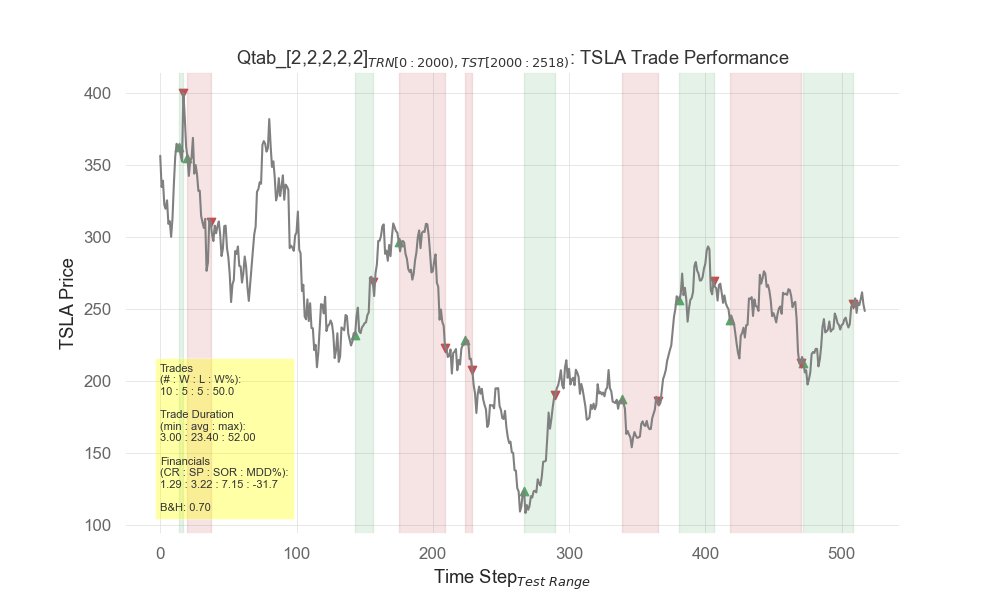 Qtab_[2,2,2,2,2]TRN[0 : 2000), TST[2000 : 2518): TSLA Trade Performance
400
350
300
250
200
150
100
TSLA Price
Trades
(# : W : L : W%):
10 : 5 : 5 : 50.0
Trade Duration
(min : avg : max):
3.00 : 23.40 : 52.00
Financials
(CR : SP : SOR : MDD%):
1.29 : 3.22 : 7.15 : -31.7
B&H: 0.70
0 100 200 300 400 500
Time StepTest Range